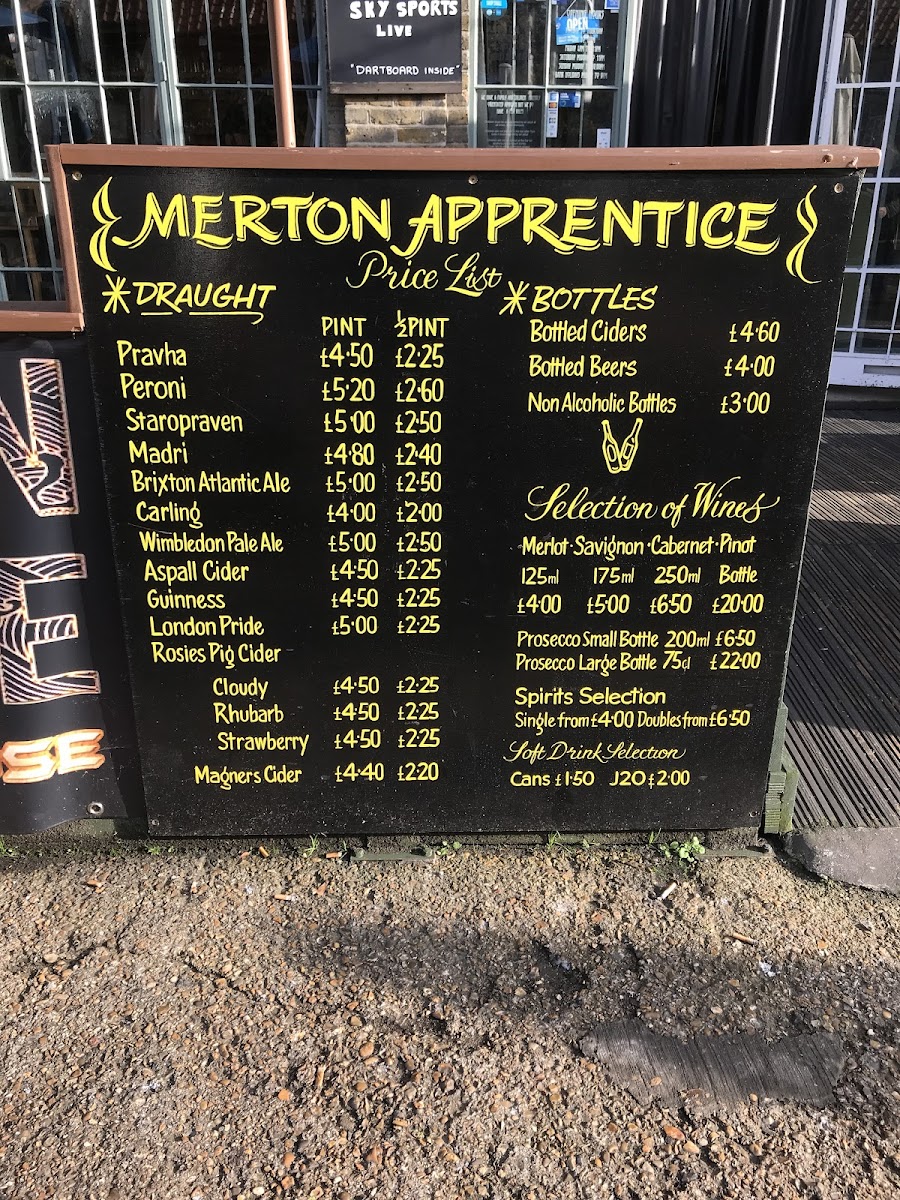 SKY SPORTS
LIVE
"DARTBOARD INSIDE"
OPEN
MERTON APPRENTICE
Price List
DRAUGHT
PINT ½PINT
Pravha £4·50 £2·25
Peroni £5·20 £2·60
Staropraven £5·00 £2·50
Madri £4·80 £2·40
Brixton Atlantic Ale £5·00 £2·50
Carling £4·00 £2·00
Wimbledon Pale Ale £5·00 £2·50
Aspall Cider £4·50 £2·25
Guinness £4·50 £2·25
London Pride £5·00 £2·25
Rosies Pig Cider
Cloudy £4·50 £2·25
Rhubarb £4·50 £2·25
Strawberry £4·50 £2·25
Magners Cider £4·40 £2·20
BOTTLES
Bottled Ciders £4·60
Bottled Beers £4·00
Non Alcoholic Bottles £3·00
Selection of Wines
Merlot·Savignon·Cabernet·Pinot
125ml 175ml 250ml Bottle
£4·00 £5·00 £6·50 £20·00
Prosecco Small Bottle 200ml £6·50
Prosecco Large Bottle 75cl £22·00
Spirits Selection
Single from £4·00 Doubles from £6·50
Soft Drink Selection
Cans £1·50 J2O £2·00
SE